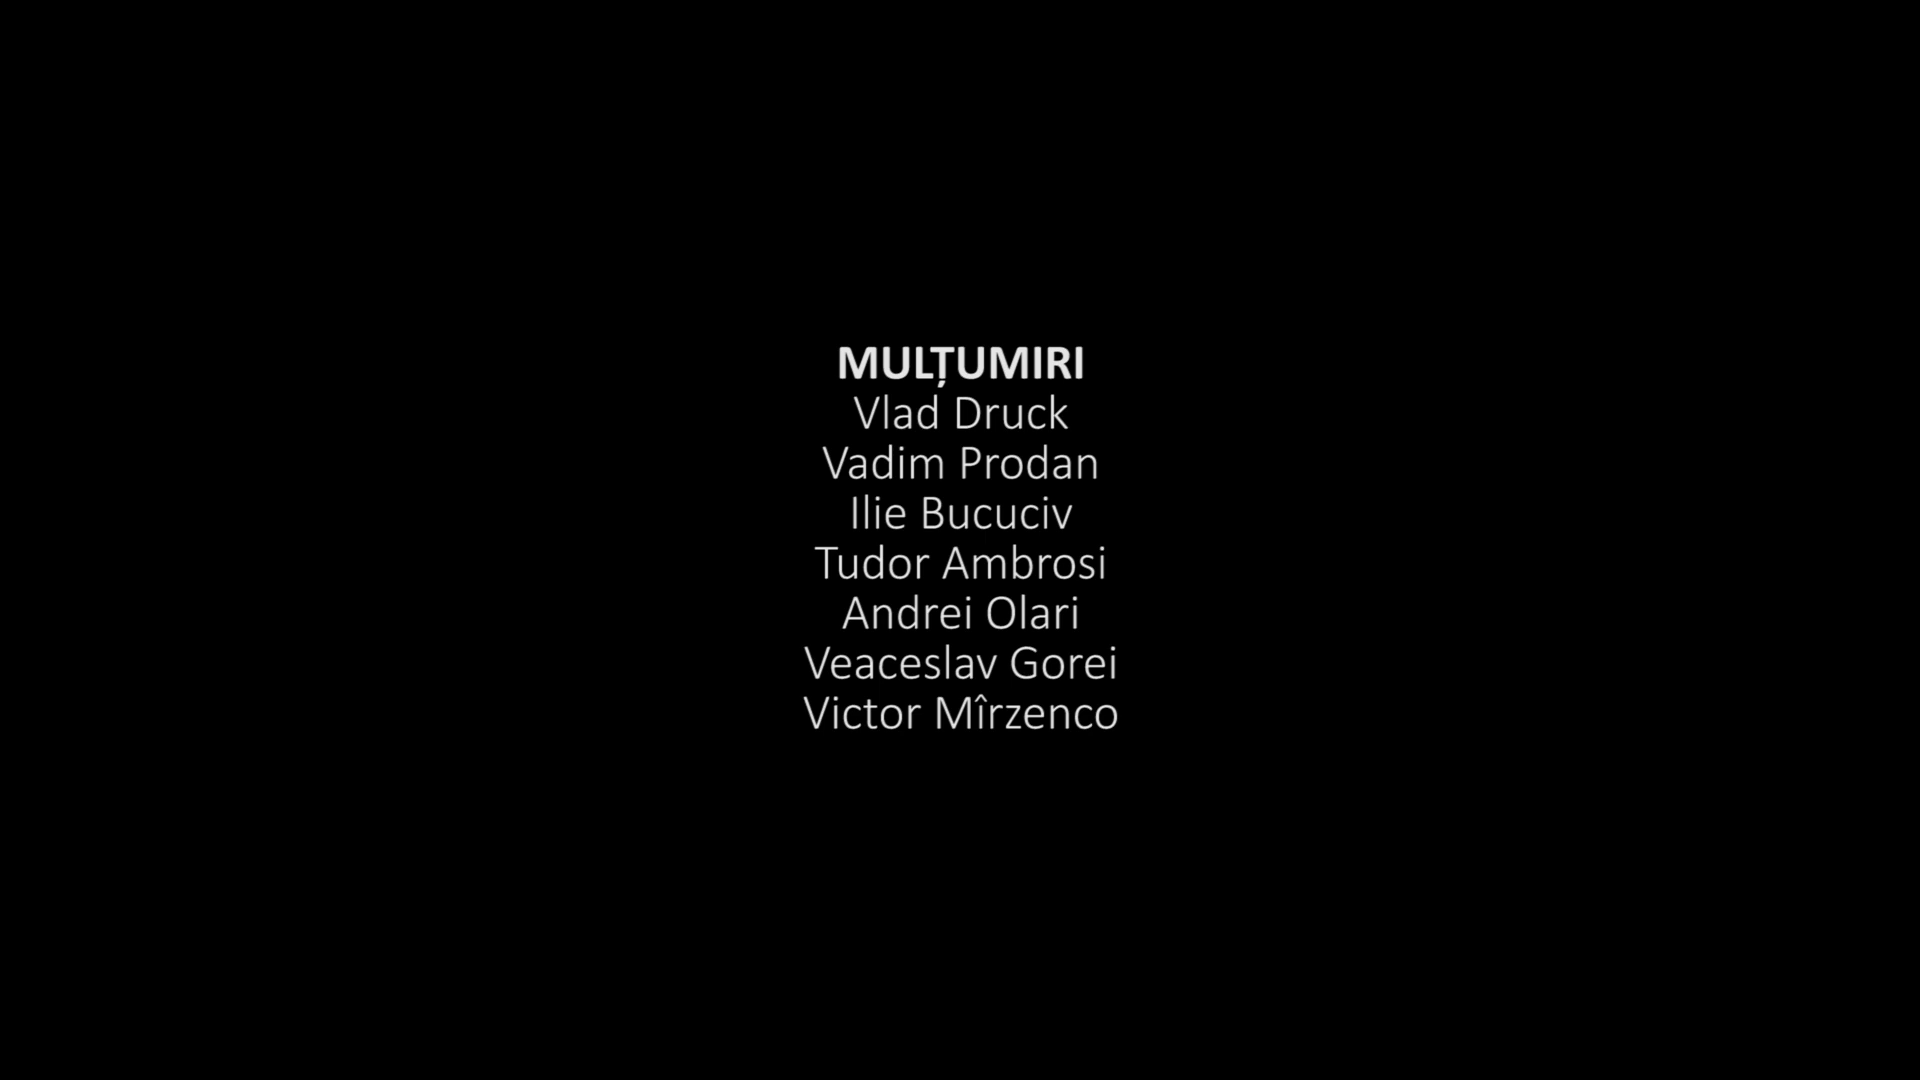 MULȚUMIRI
Vlad Druck
Vadim Prodan
Ilie Bucuciv
Tudor Ambrosi
Andrei Olari
Veaceslav Gorei
Victor Mîrzenco